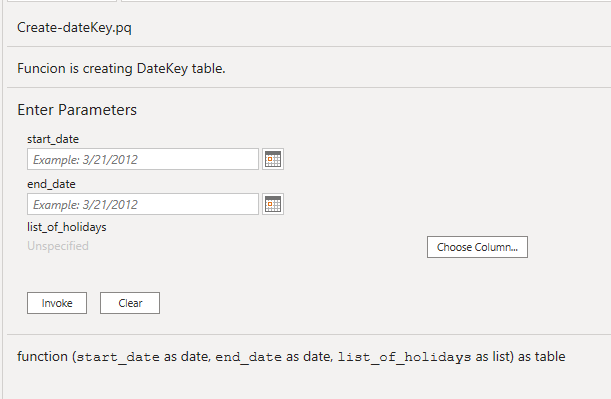 Create-dateKey.pq
Funcion is creating DateKey table.
Enter Parameters
start_date
Example: 3/21/2012
end_date
Example: 3/21/2012
list_of_holidays
Unspecified
Choose Column...
Invoke Clear
function (start_date as date, end_date as date, list_of_holidays as list) as table